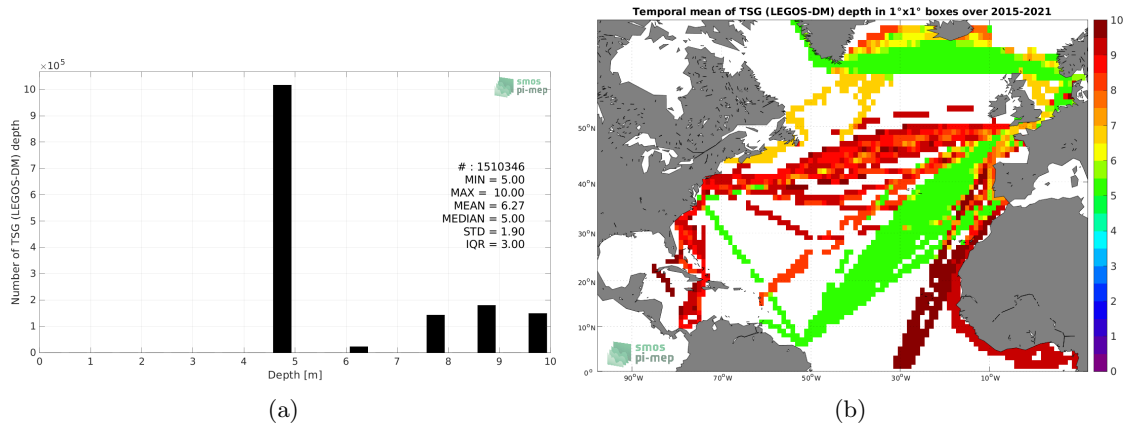 ×10⁵
10
9
8
7
6
5
4
3
2
1
0
Number of TSG (LEGOS-DM) depth
smos
pi-mep
# : 1510346
MIN = 5.00
MAX = 10.00
MEAN = 6.27
MEDIAN = 5.00
STD = 1.90
IQR = 3.00
0 1 2 3 4 5 6 7 8 9 10
Depth [m]
(a)
Temporal mean of TSG (LEGOS-DM) depth in 1°x1° boxes over 2015-2021
50°N
40°N
30°N
20°N
10°N
0°
90°W 70°W 50°W 30°W 10°W
smos
pi-mep
10
9
8
7
6
5
4
3
2
1
0
(b)